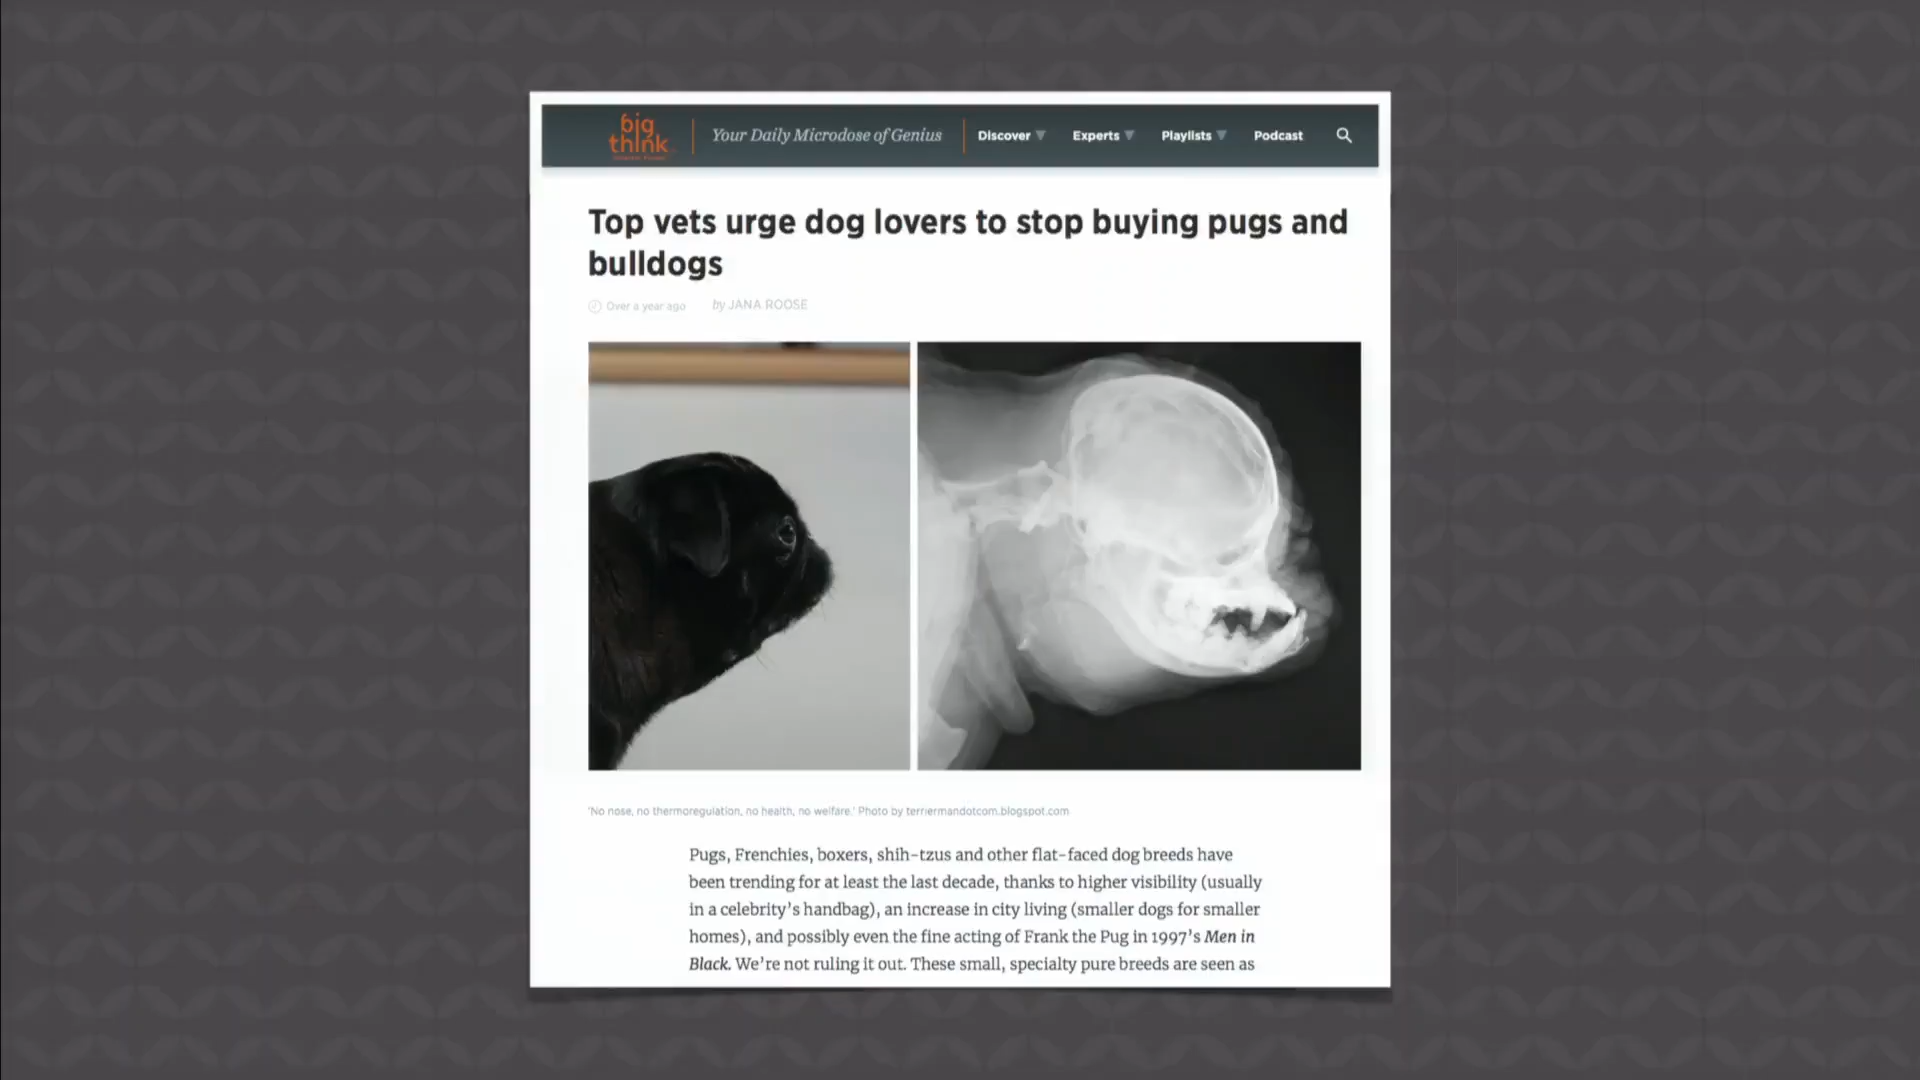 big
think
Your Daily Microdose of Genius
Discover
Experts
Playlists
Podcast
Top vets urge dog lovers to stop buying pugs and
bulldogs
Over a year ago
by JANA ROOSE
'No nose, no thermoregulation, no health, no welfare.' Photo by terriermandotcom.blogspot.com
Pugs, Frenchies, boxers, shih-tzus and other flat-faced dog breeds have
been trending for at least the last decade, thanks to higher visibility (usually
in a celebrity's handbag), an increase in city living (smaller dogs for smaller
homes), and possibly even the fine acting of Frank the Pug in 1997's Men in
Black. We're not ruling it out. These small, specialty pure breeds are seen as